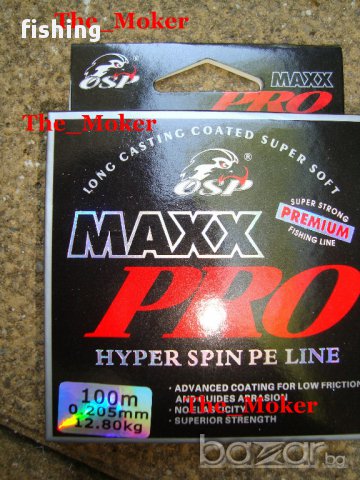 fishing
The_Moker
OSP
MAXX
PRO
The_Moker
LONG CASTING COATED SUPER SOFT
OSP®
SUPER STRONG
PREMIUM
FISHING LINE
MAXX
PRO
HYPER SPIN PE LINE
100m
0.205mm
12.80kg
· ADVANCED COATING FOR LOW FRICTION
AND GUIDES ABRASION
· NO ELASTICITY
The_Moker
· SUPERIOR STRENGTH
bazar.bg